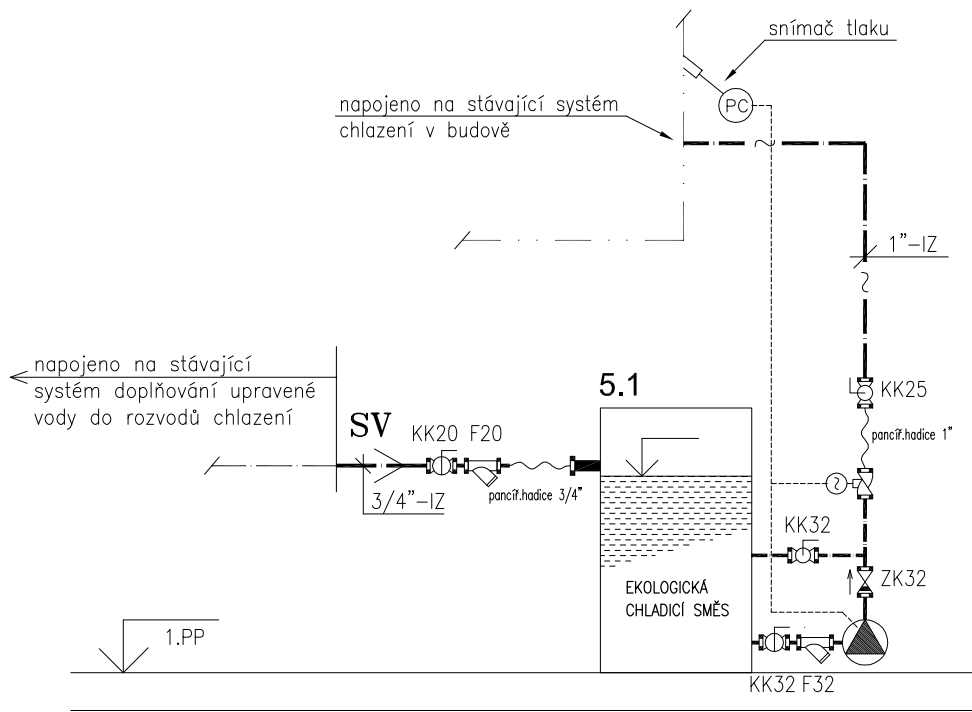 snímač tlaku
PC
napojeno na stávající systém
chlazení v budově
1"-IZ
napojeno na stávající
systém doplňování upravené
vody do rozvodů chlazení
5.1
KK25
SV
KK20 F20
pancíř.hadice 1"
3/4"-IZ
pancíř.hadice 3/4"
~
KK32
EKOLOGICKÁ
CHLADICÍ SMĚS
ZK32
1.PP
KK32 F32